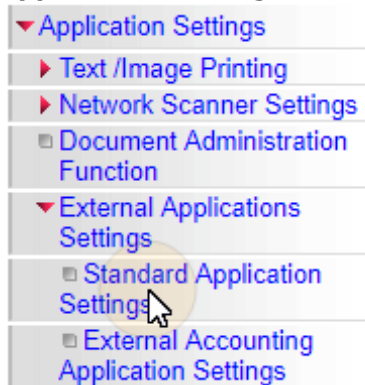 Application Settings
Text /Image Printing
Network Scanner Settings
Document Administration
Function
External Applications
Settings
Standard Application
Settings
External Accounting
Application Settings